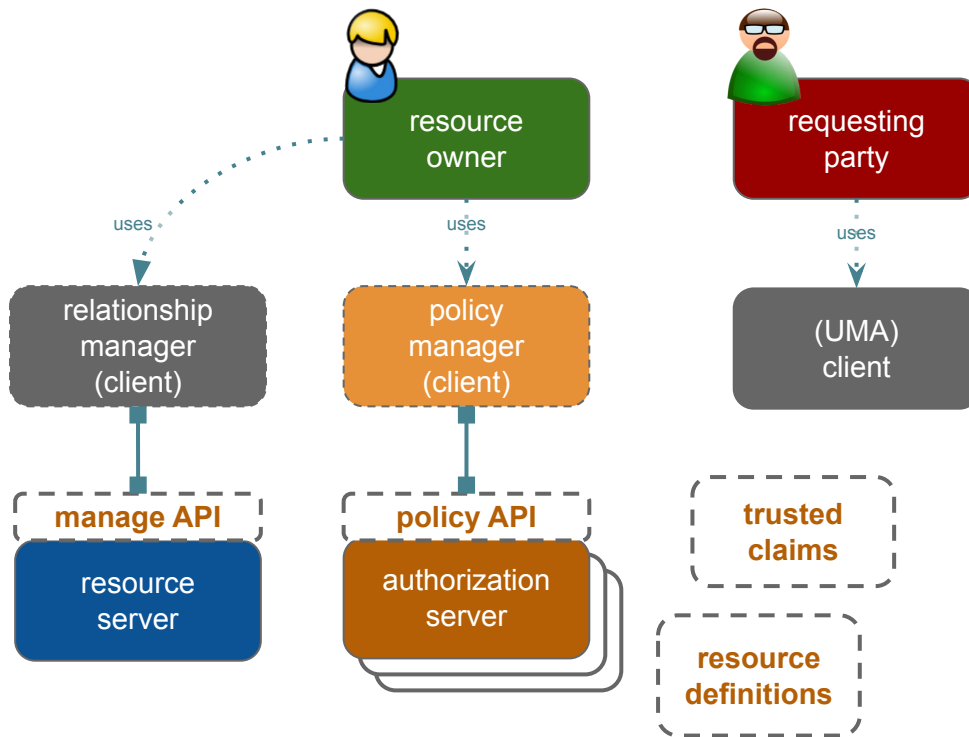 resource
owner
requesting
party
uses
uses
uses
relationship
manager
(client)
policy
manager
(client)
(UMA)
client
manage API
policy API
trusted
claims
resource
server
authorization
server
resource
definitions